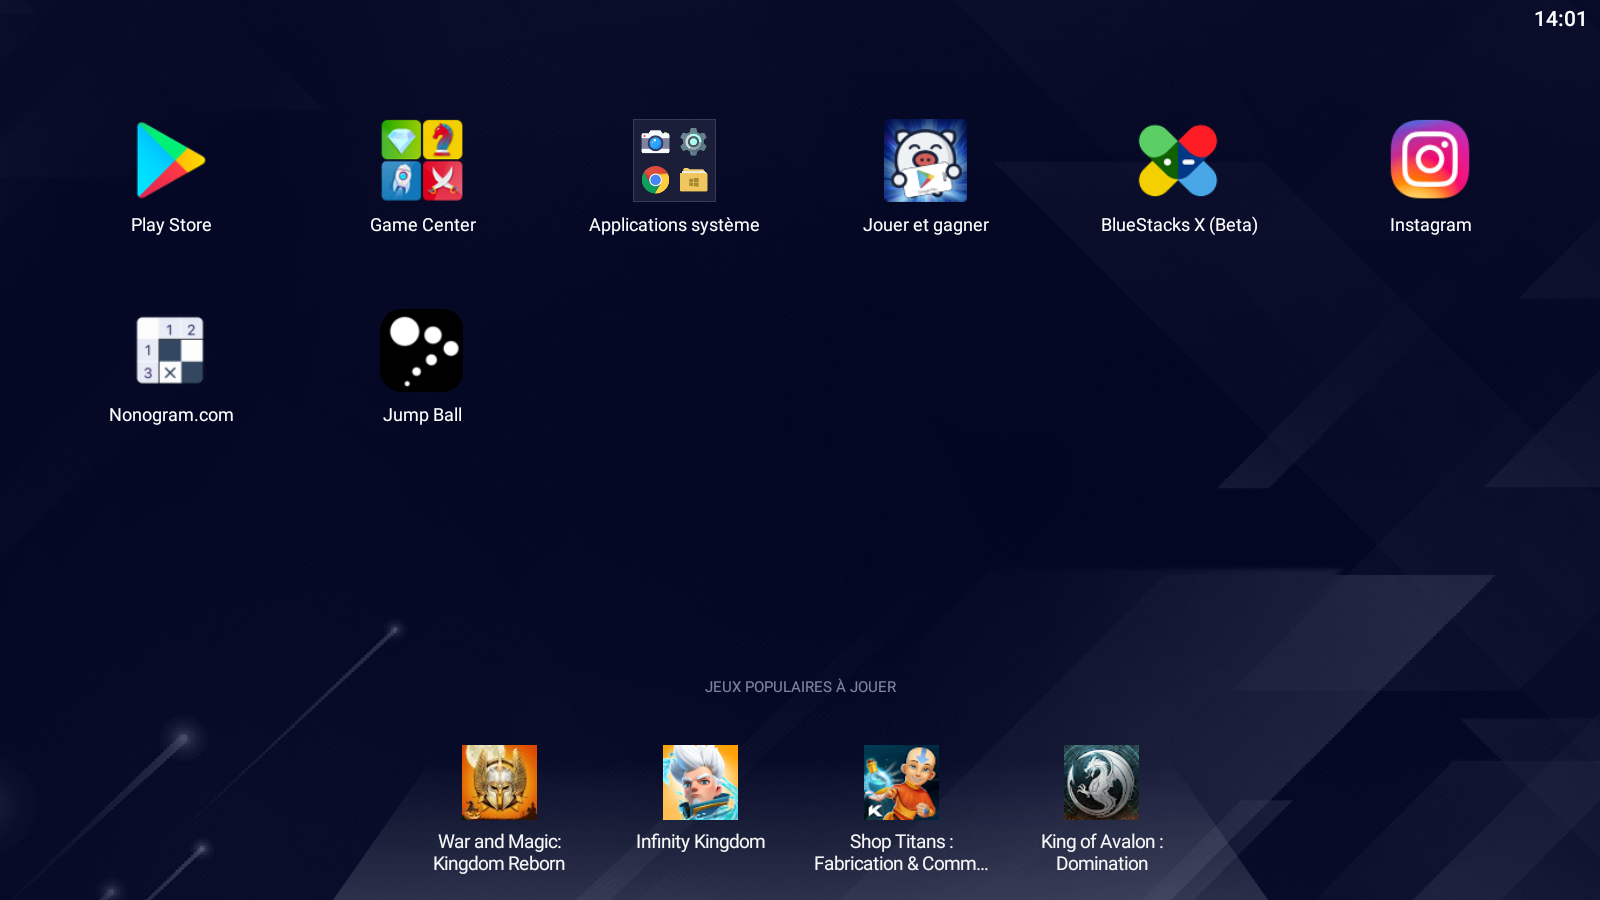 14:01
Play Store
Game Center
Applications système
Jouer et gagner
BlueStacks X (Beta)
Instagram
1 2
1
3 X
Nonogram.com
Jump Ball
JEUX POPULAIRES À JOUER
War and Magic:
Kingdom Reborn
Infinity Kingdom
K
Shop Titans :
Fabrication & Comm...
King of Avalon :
Domination